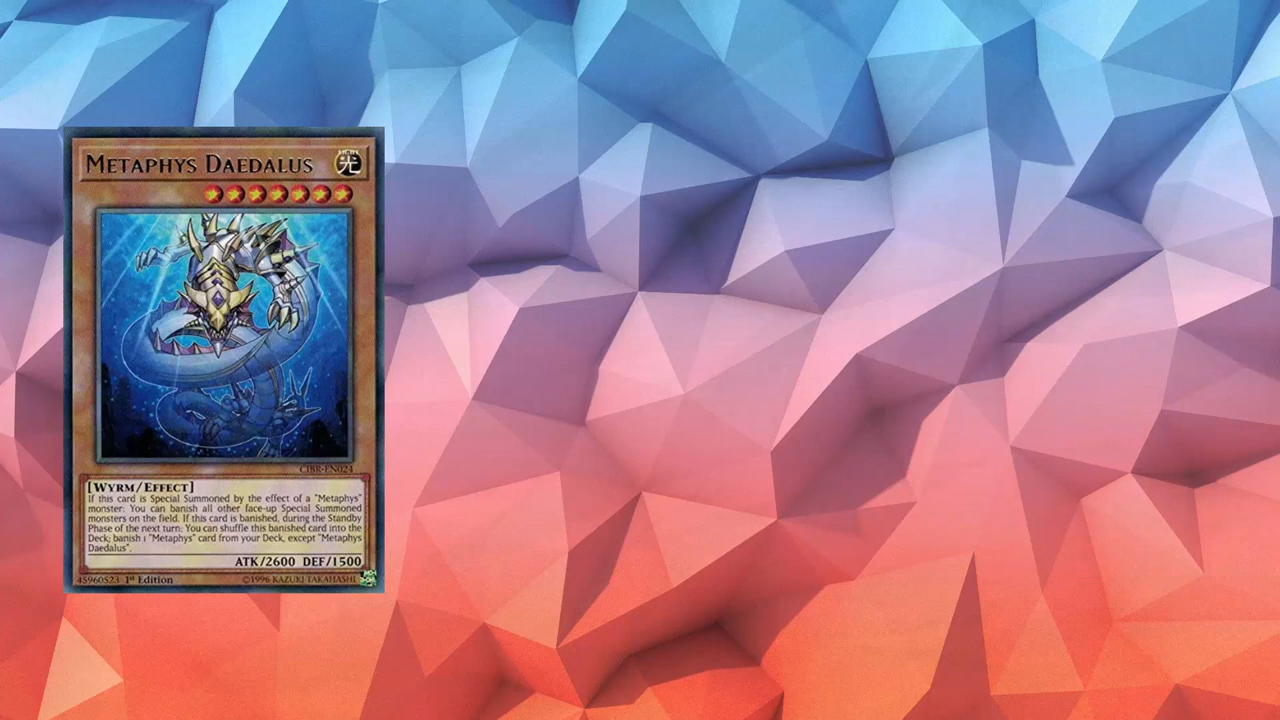 METAPHYS DAEDALUS
LIGHT
光
CIBR-EN024
[WYRM/EFFECT]
If this card is Special Summoned by the effect of a "Metaphys"
monster: You can banish all other face-up Special Summoned
monsters on the field. If this card is banished, during the Standby
Phase of the next turn: You can shuffle this banished card into the
Deck; banish 1 "Metaphys" card from your Deck, except "Metaphys
Daedalus".
ATK/2600 DEF/1500
45960523 1st Edition ©1996 KAZUKI TAKAHASHI